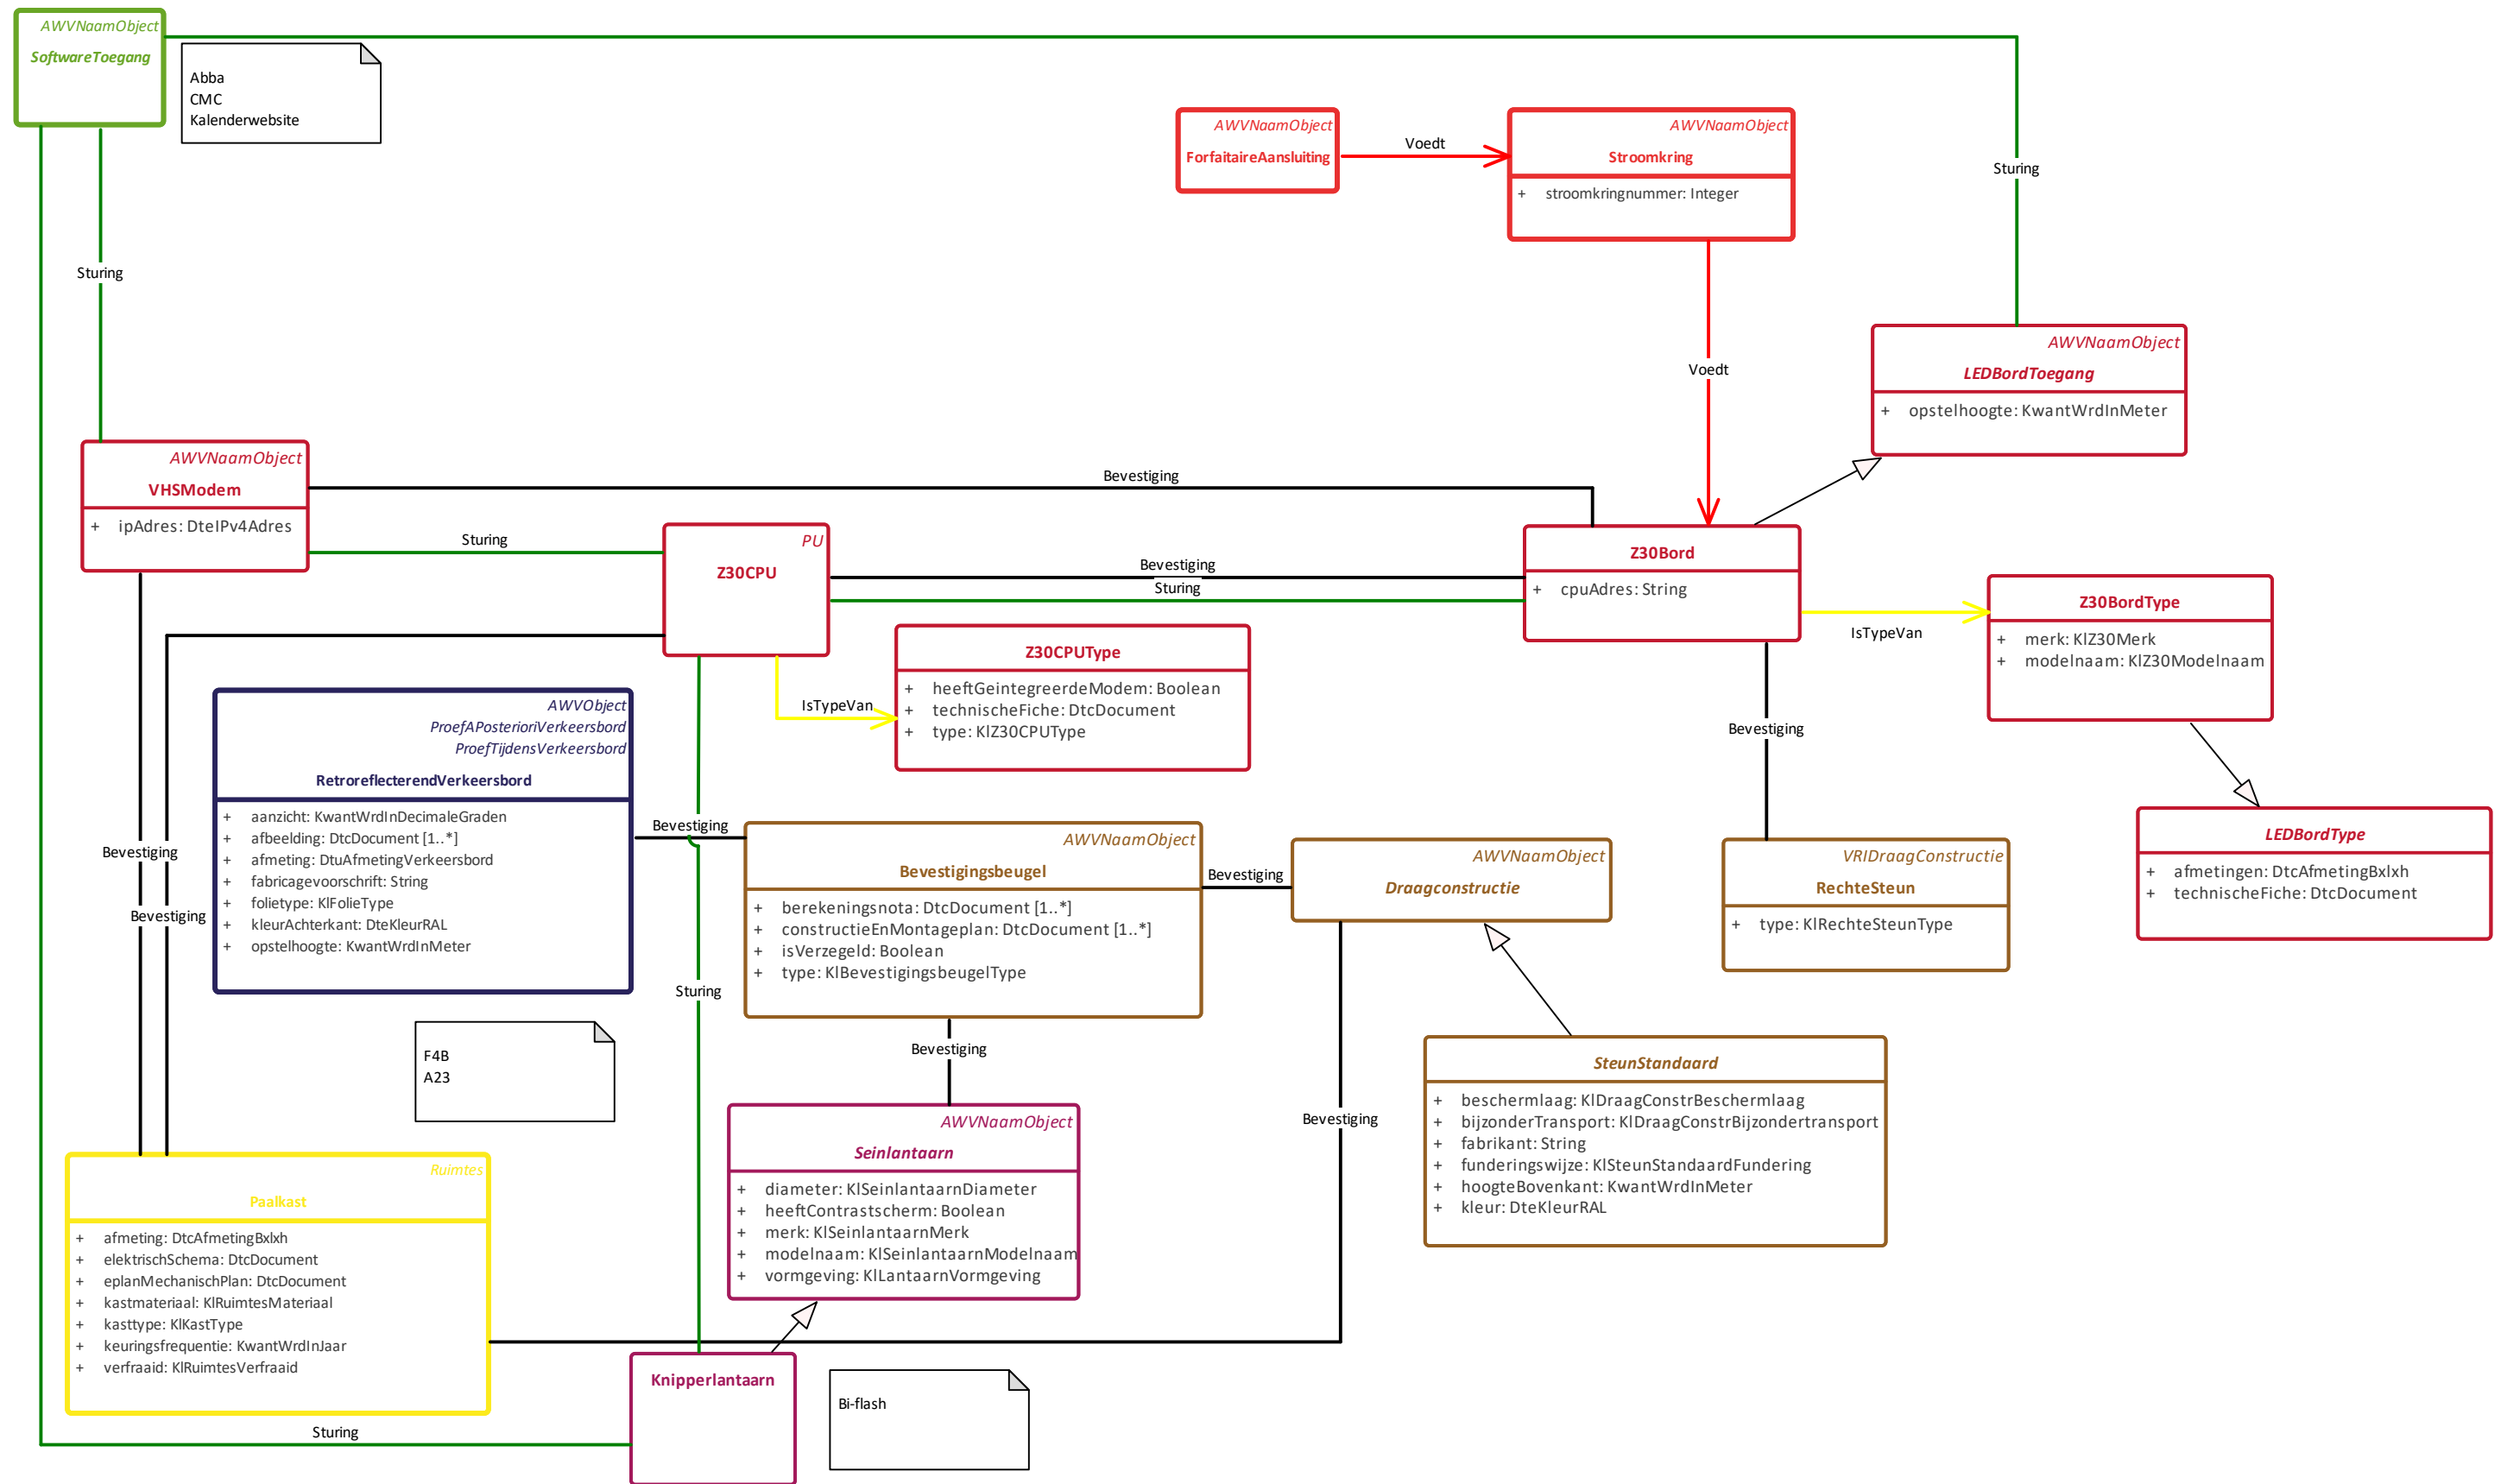 AWVNaamObject
SoftwareToegang
Abba
CMC
Kalenderwebsite
Sturing
AWVNaamObject
ForfaitaireAansluiting
Voedt
AWVNaamObject
Stroomkring
+ stroomkringnummer: Integer
Sturing
Voedt
AWVNaamObject
LEDBordToegang
+ opstelhoogte: KwantWrdInMeter
AWVNaamObject
VHSModem
+ ipAdres: DteIPv4Adres
Bevestiging
Sturing
PU
Z30CPU
Bevestiging
Sturing
Z30Bord
+ cpuAdres: String
IsTypeVan
Z30BordType
+ merk: KlZ30Merk
+ modelnaam: KlZ30Modelnaam
IsTypeVan
Z30CPUType
+ heeftGeintegreerdeModem: Boolean
+ technischeFiche: DtcDocument
+ type: KlZ30CPUType
Bevestiging
AWVObject
ProefAPosterioriVerkeersbord
ProefTijdensVerkeersbord
RetroreflecterendVerkeersbord
+ aanzicht: KwantWrdInDecimaleGraden
+ afbeelding: DtcDocument [1..*]
+ afmeting: DtuAfmetingVerkeersbord
+ fabricagevoorschrift: String
+ folietype: KlFolieType
+ kleurAchterkant: DteKleurRAL
+ opstelhoogte: KwantWrdInMeter
Bevestiging
Bevestiging
Bevestiging
AWVNaamObject
Bevestigingsbeugel
+ berekeningsnota: DtcDocument [1..*]
+ constructieEnMontageplan: DtcDocument [1..*]
+ isVerzegeld: Boolean
+ type: KlBevestigingsbeugelType
Bevestiging
AWVNaamObject
Draagconstructie
VRIDraagConstructie
RechteSteun
+ type: KlRechteSteunType
LEDBordType
+ afmetingen: DtcAfmetingBxlxh
+ technischeFiche: DtcDocument
Sturing
F4B
A23
Bevestiging
SteunStandaard
+ beschermlaag: KlDraagConstrBeschermlaag
+ bijzonderTransport: KlDraagConstrBijzondertransport
+ fabrikant: String
+ funderingswijze: KlSteunStandaardFundering
+ hoogteBovenkant: KwantWrdInMeter
+ kleur: DteKleurRAL
Bevestiging
AWVNaamObject
Seinlantaarn
+ diameter: KlSeinlantaarnDiameter
+ heeftContrastscherm: Boolean
+ merk: KlSeinlantaarnMerk
+ modelnaam: KlSeinlantaarnModelnaam
+ vormgeving: KlLantaarnVormgeving
Ruimtes
Paalkast
+ afmeting: DtcAfmetingBxlxh
+ elektrischSchema: DtcDocument
+ eplanMechanischPlan: DtcDocument
+ kastmateriaal: KlRuimtesMateriaal
+ kasttype: KlKastType
+ keuringsfrequentie: KwantWrdInJaar
+ verfraaid: KlRuimtesVerfraaid
Knipperlantaarn
Bi-flash
Sturing